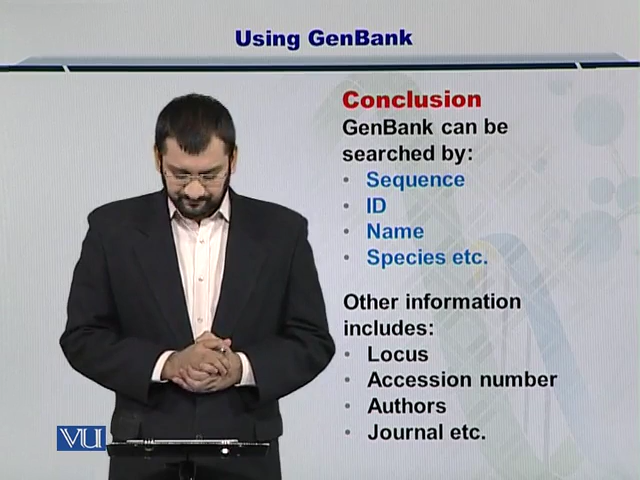 Using GenBank
Conclusion
GenBank can be
searched by:
• Sequence
• ID
• Name
• Species etc.
Other information
includes:
• Locus
• Accession number
• Authors
• Journal etc.
VU